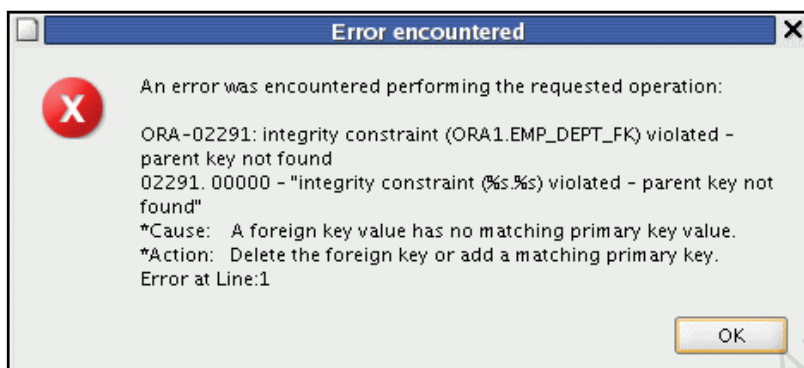 Error encountered
An error was encountered performing the requested operation:
ORA-02291: integrity constraint (ORA1.EMP_DEPT_FK) violated -
parent key not found
02291. 00000 - "integrity constraint (%s.%s) violated - parent key not
found"
*Cause: A foreign key value has no matching primary key value.
*Action: Delete the foreign key or add a matching primary key.
Error at Line:1
OK